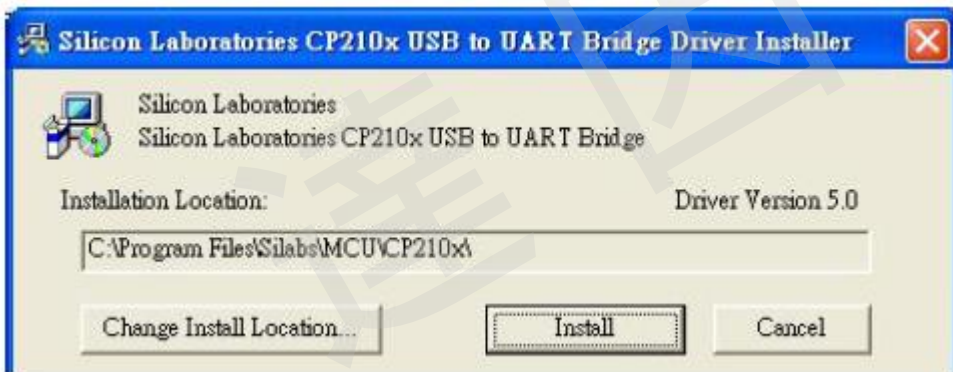 Silicon Laboratories CP210x USB to UART Bridge Driver Installer
Silicon Laboratories
Silicon Laboratories CP210x USB to UART Bridge
Installation Location:
Driver Version 5.0
C:\Program Files\Silabs\MCU\CP210x\
Change Install Location...
Install
Cancel